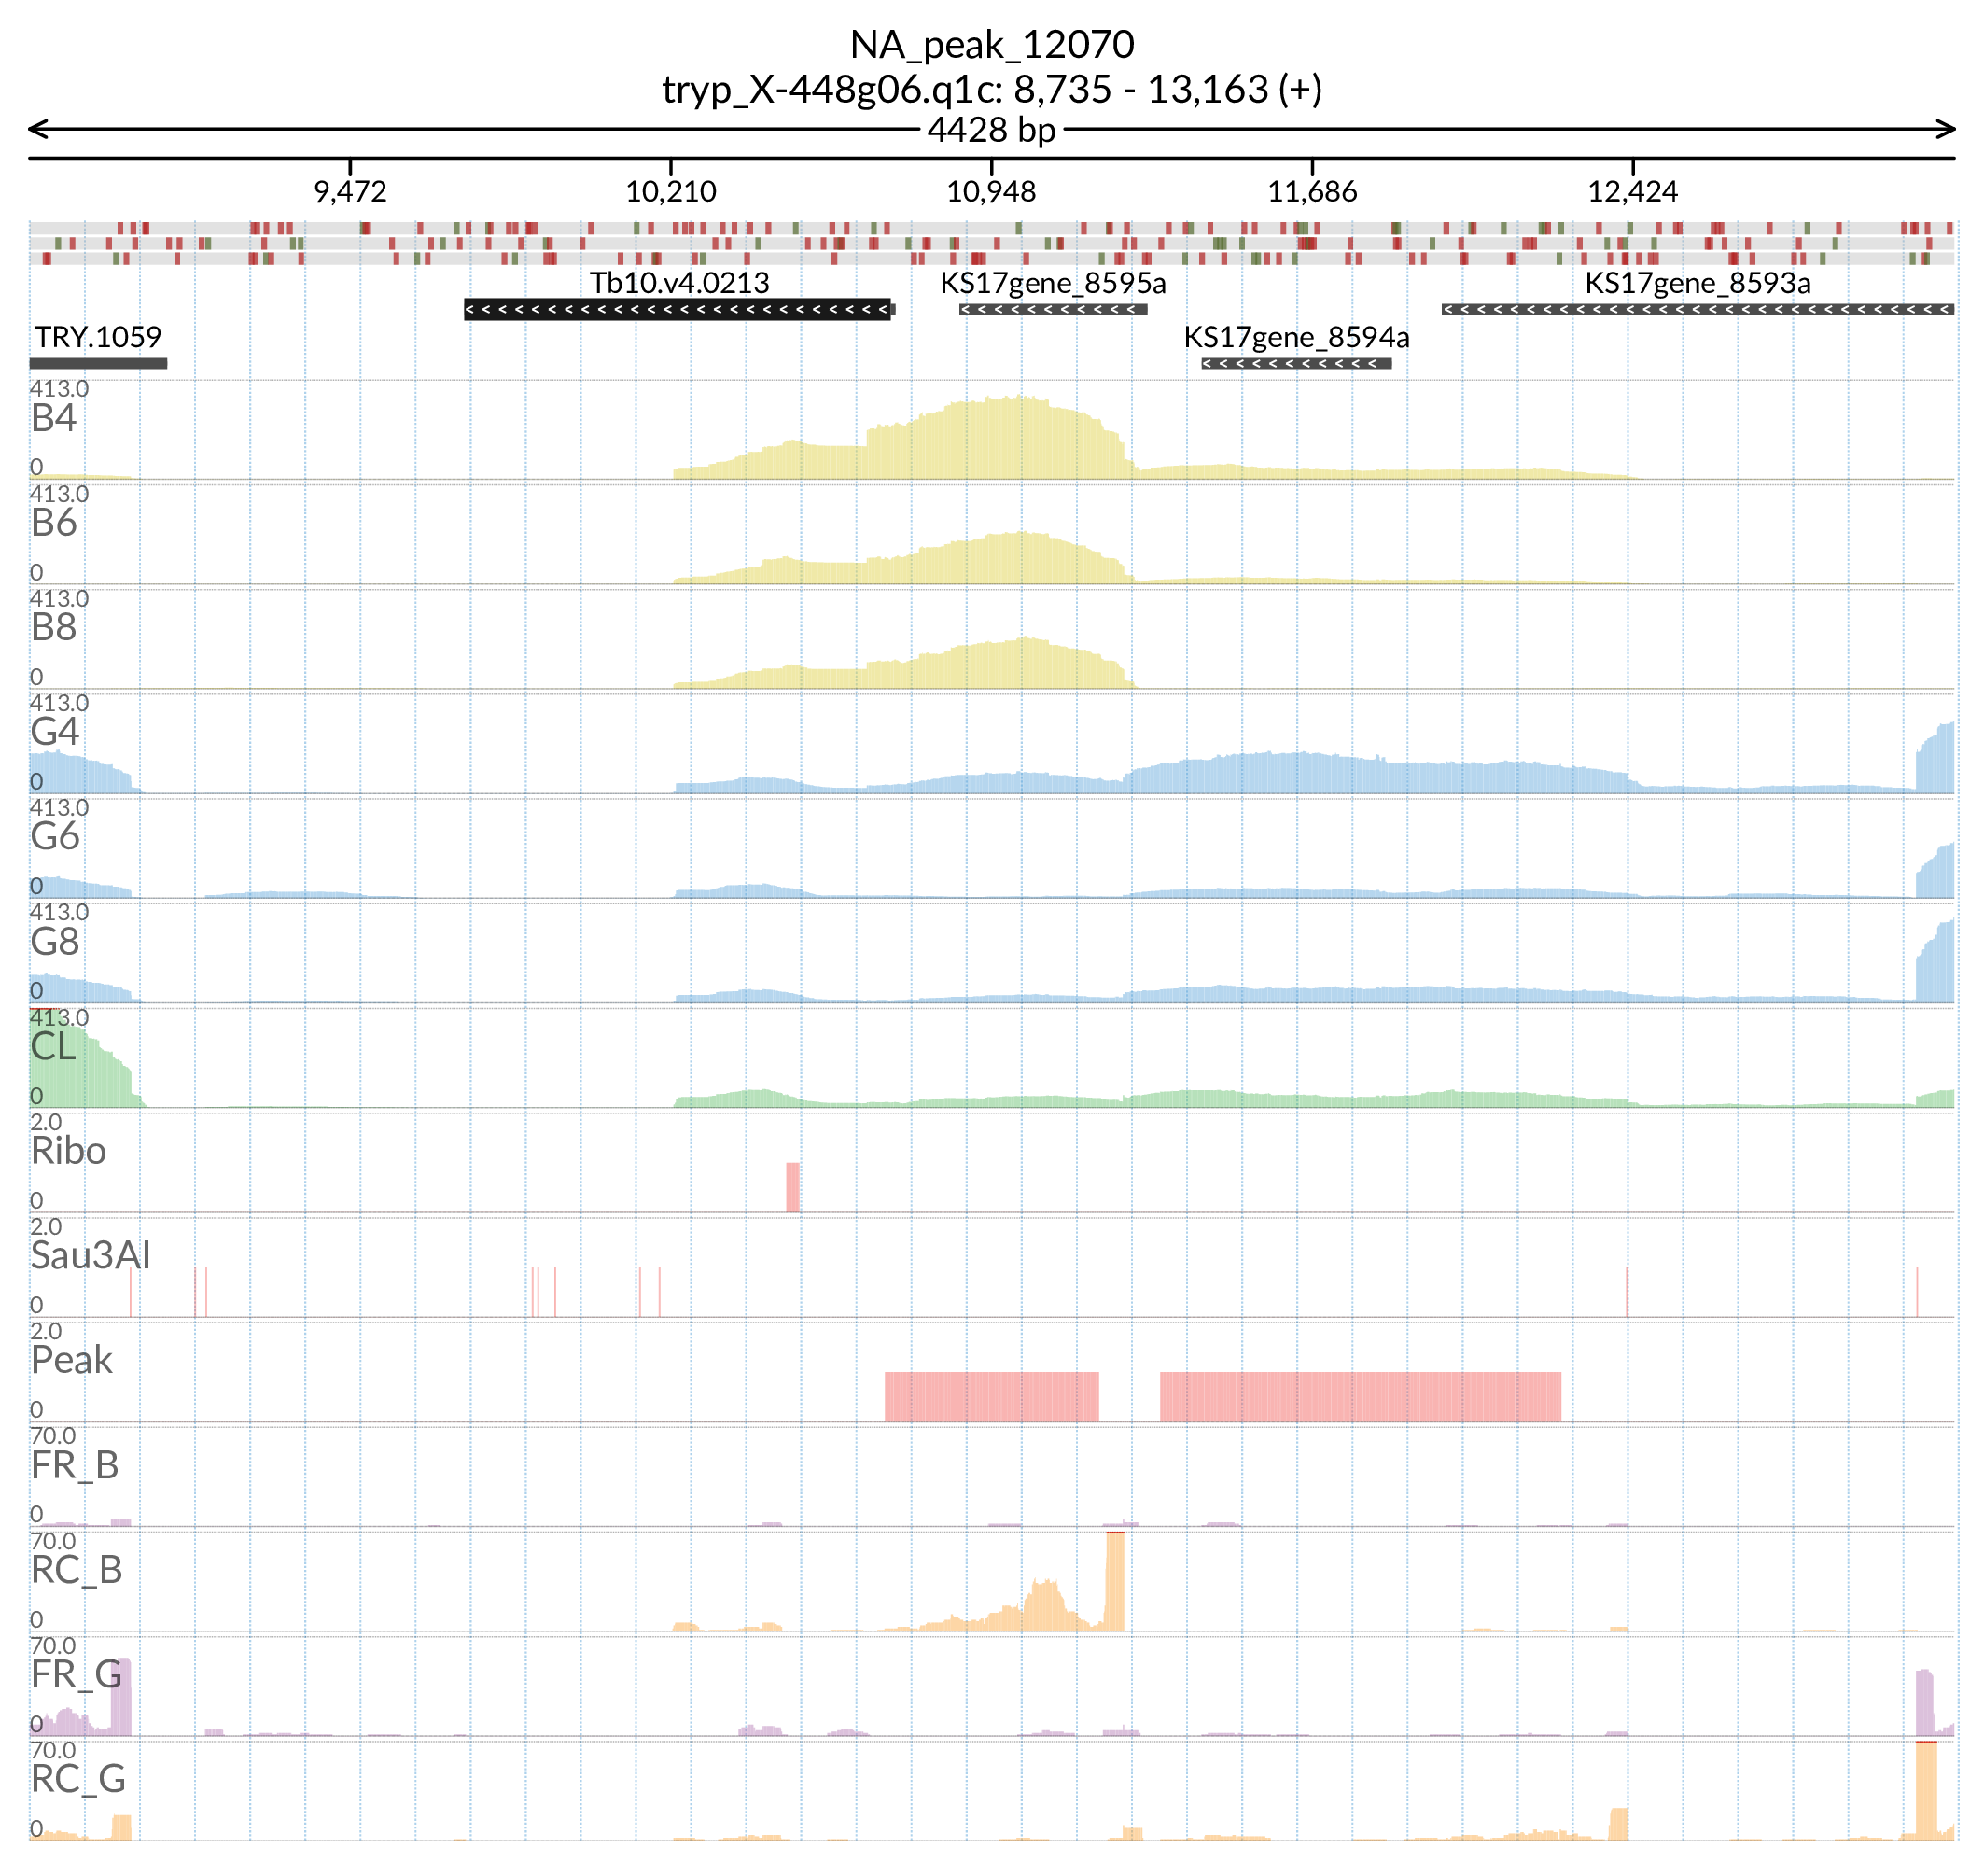 NA_peak_12070
tryp_X-448g06.q1c: 8,735 - 13,163 (+)
4428 bp
9,472 10,210 10,948 11,686 12,424
Tb10.v4.0213 KS17gene_8595a KS17gene_8593a
TRY.1059 KS17gene_8594a
413.0
B4
0
413.0
B6
0
413.0
B8
0
413.0
G4
0
413.0
G6
0
413.0
G8
0
413.0
CL
0
2.0
Ribo
0
2.0
Sau3AI
0
2.0
Peak
0
70.0
FR_B
0
70.0
RC_B
0
70.0
FR_G
0
70.0
RC_G
0